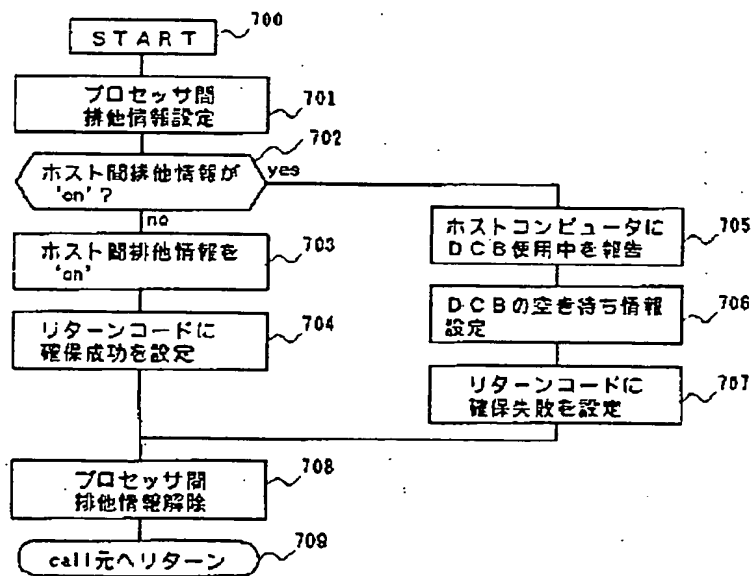 START
700
プロセッサ間
排他情報設定
701
702
ホスト間排他情報が
'on'?
yes
no
ホスト間排他情報を
'on'
703
リターンコードに
確保成功を設定
704
ホストコンピュータに
DCB使用中を報告
705
DCBの空き待ち情報
設定
706
リターンコードに
確保失敗を設定
707
プロセッサ間
排他情報解除
708
call元へリターン
709